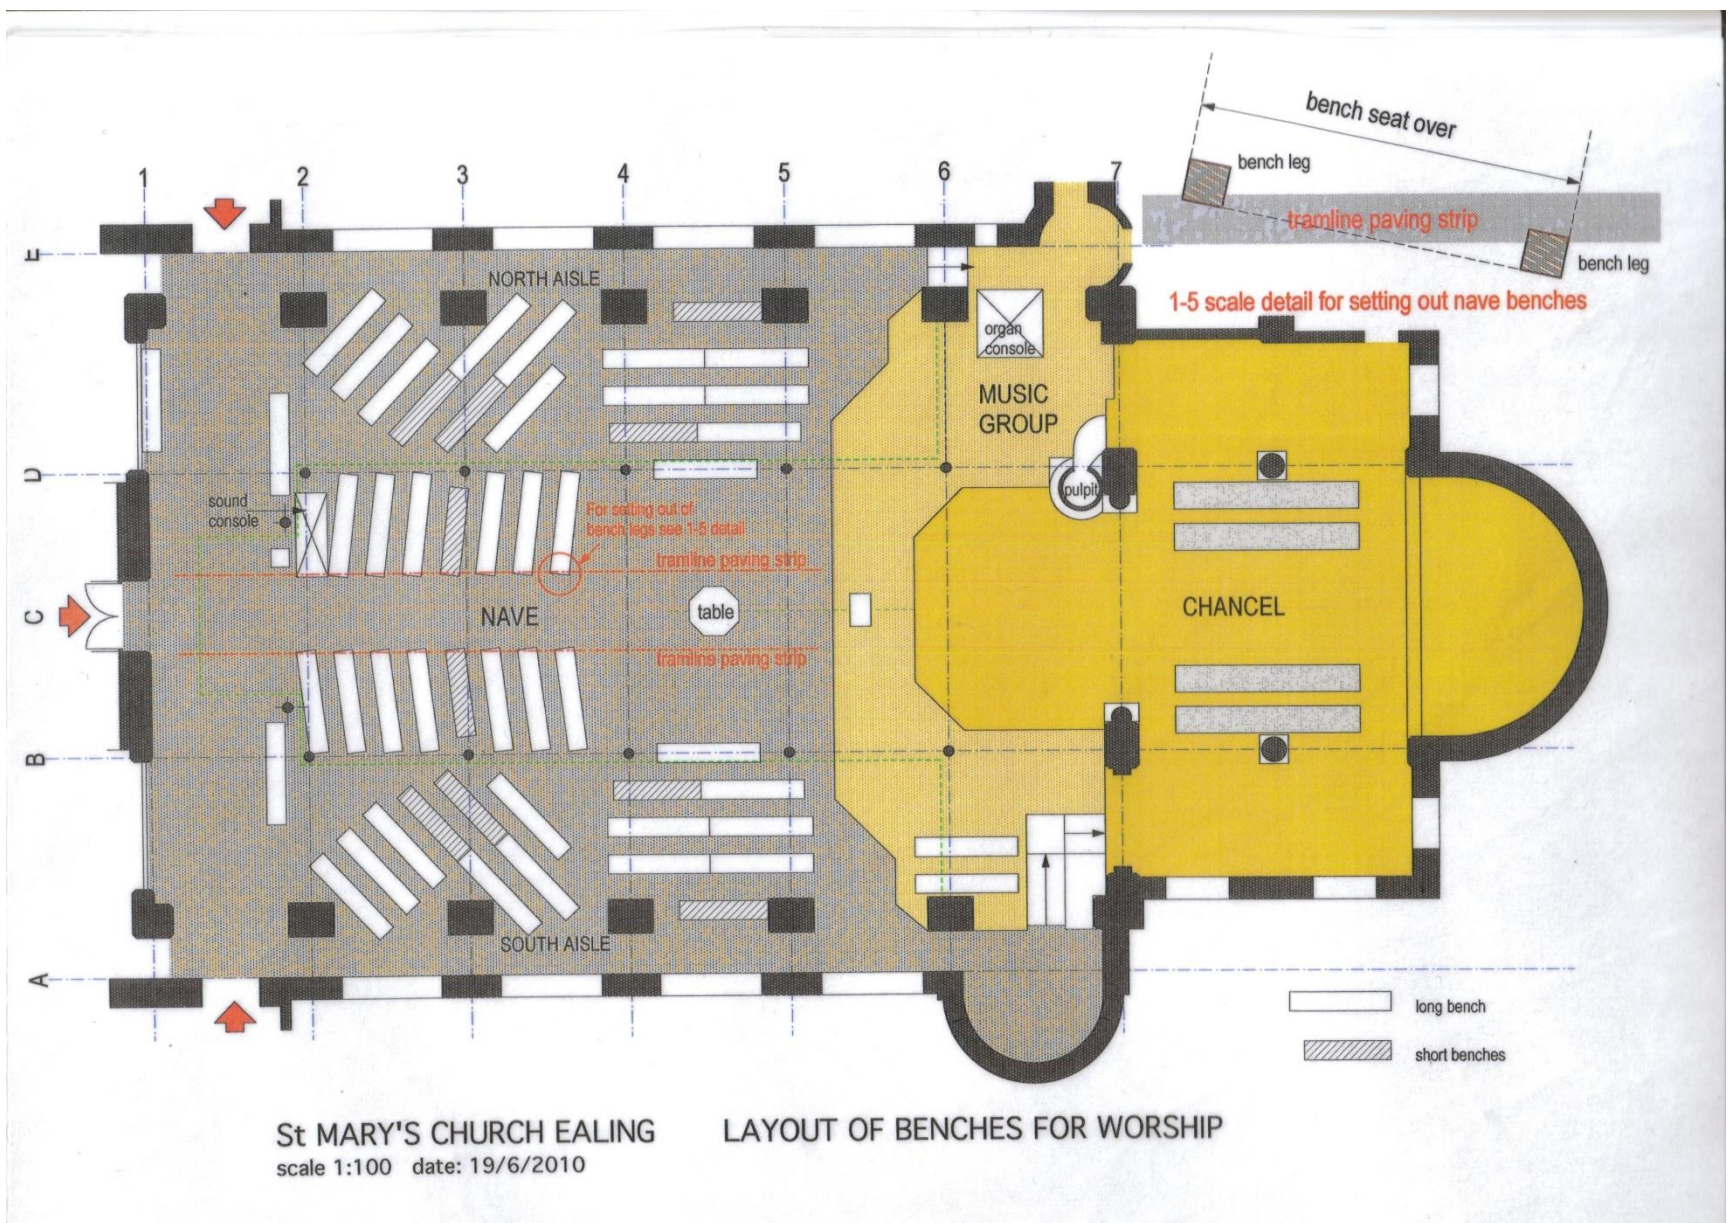 bench seat over
bench leg
tramline paving strip
bench leg
1-5 scale detail for setting out nave benches
1
2
3
4
5
6
7
E
D
C
B
A
NORTH AISLE
organ
console
MUSIC
GROUP
pulpit
sound
console
For setting out of
bench legs see 1-5 detail
tramline paving strip
NAVE
table
CHANCEL
tramline paving strip
SOUTH AISLE
long bench
short benches
St MARY'S CHURCH EALING
LAYOUT OF BENCHES FOR WORSHIP
scale 1:100 date: 19/6/2010